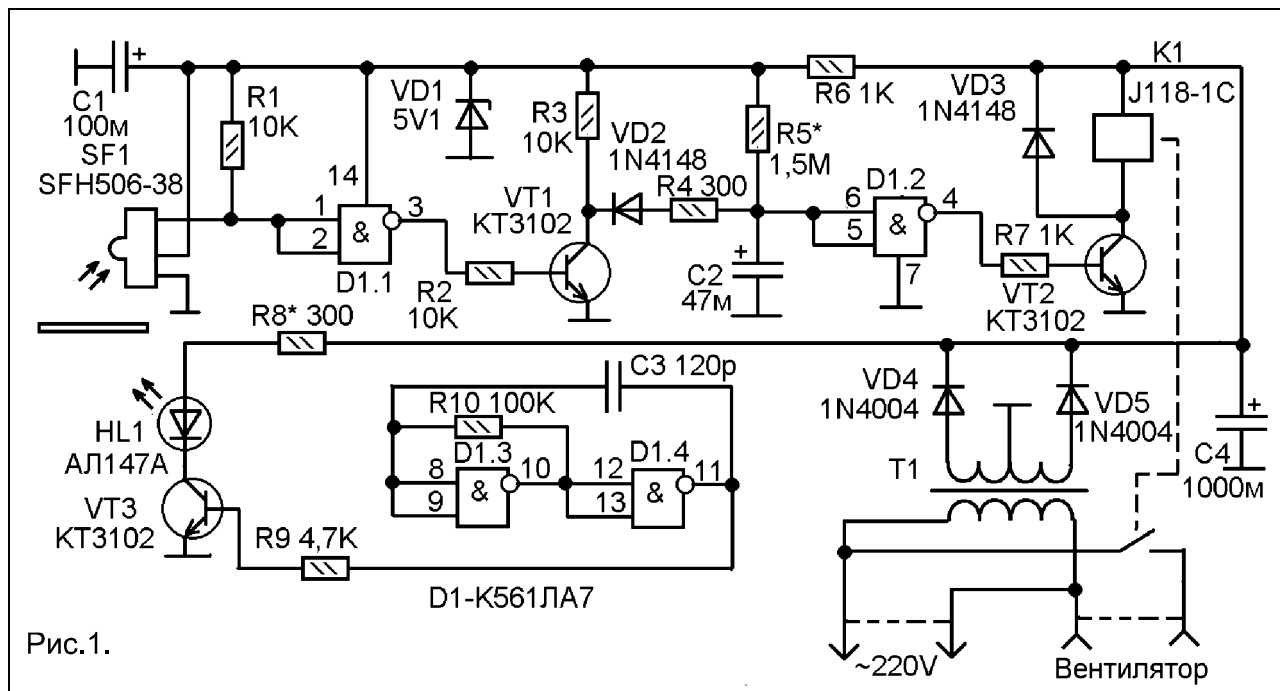 C1
100м
SF1
SFH506-38
R1
10K
14
1
2
&
3
D1.1
R2
10K
VD1
5V1
R3
10K
VT1
КТ3102
VD2
1N4148
R4 300
R5*
1,5M
C2
47м
R6 1K
D1.2
6
5
&
4
7
R7 1K
VT2
КТ3102
VD3
1N4148
K1
J118-1C
R8* 300
HL1
АЛ147А
VT3
КТ3102
R9 4,7K
C3 120p
R10 100K
D1.3
8
9
&
10
D1.4
12
13
&
11
D1-К561ЛА7
VD4
1N4004
VD5
1N4004
T1
C4
1000м
~220V
Вентилятор
Рис.1.